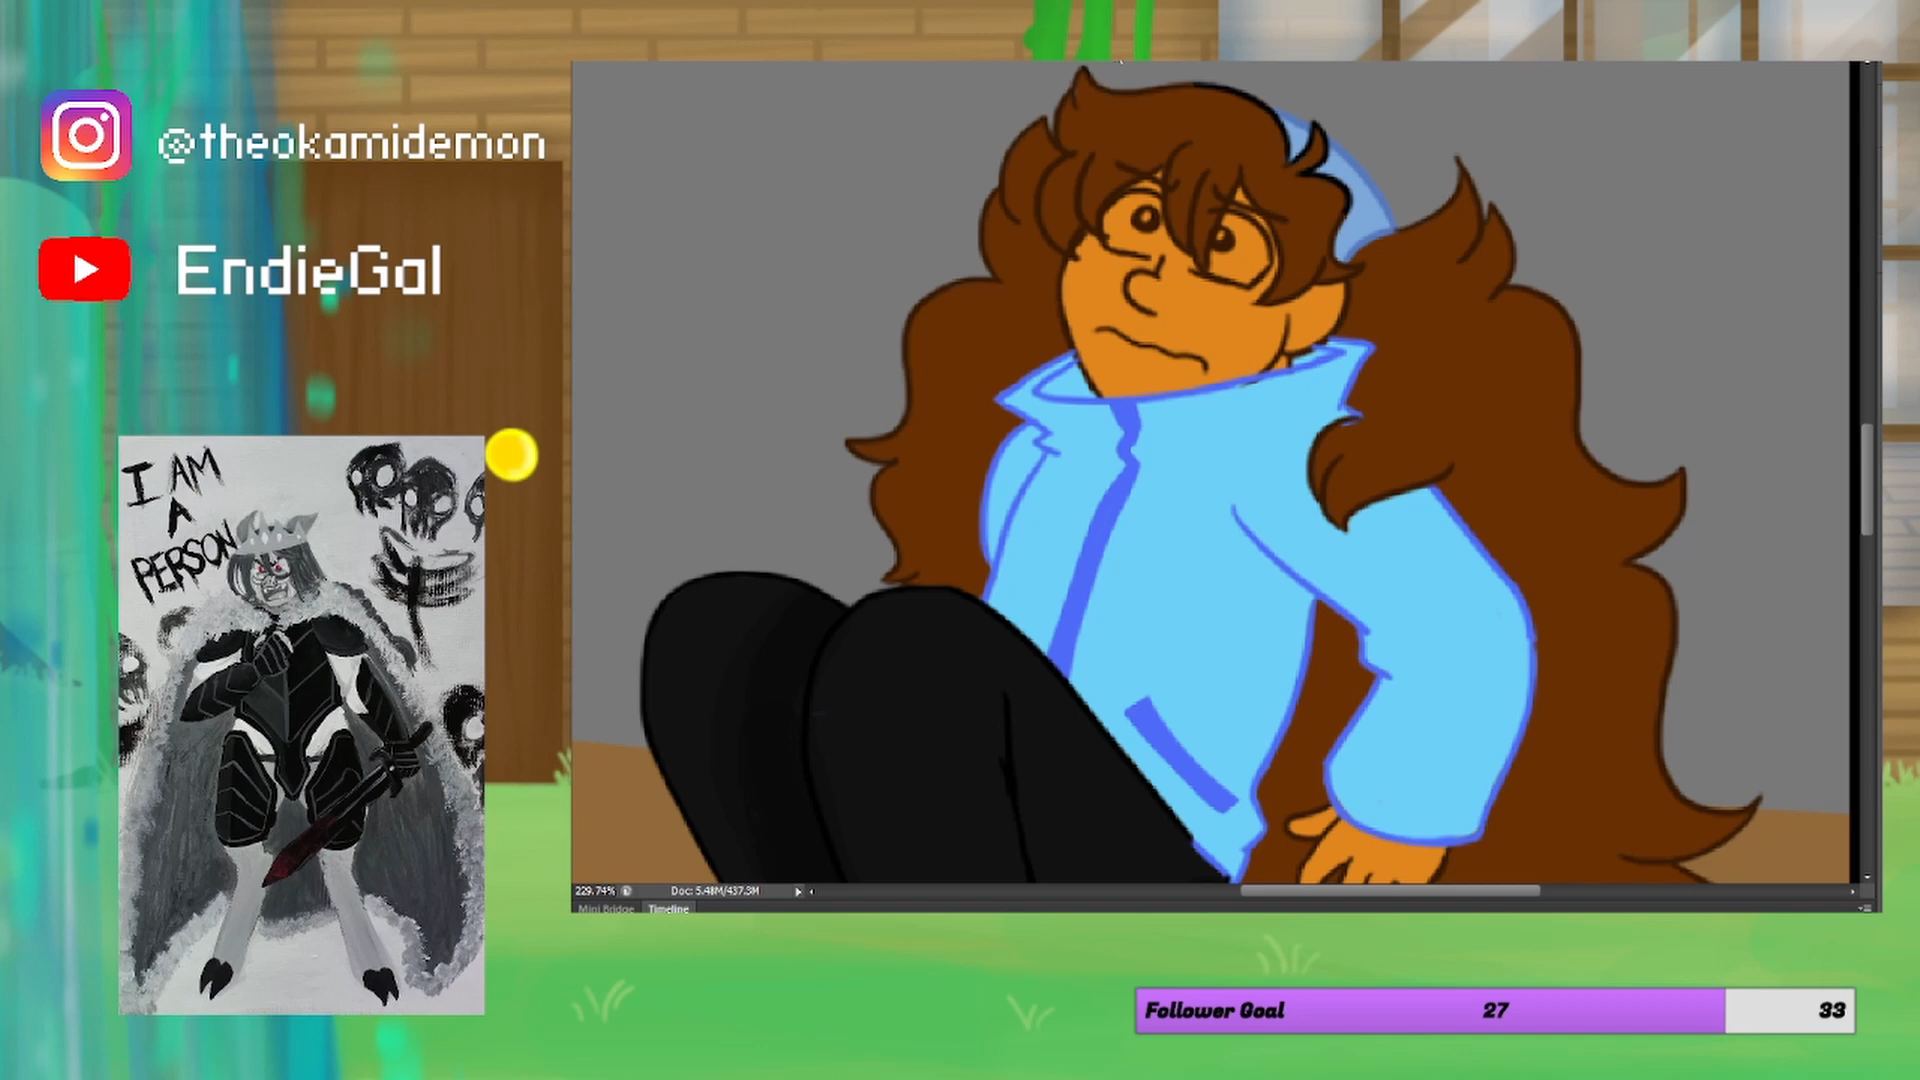 @theokamidemon
EndieGal
I AM
A
PERSON
229.74% Doc: 5.48M/437.3M
Mini Bridge Timeline
Follower Goal 27 33